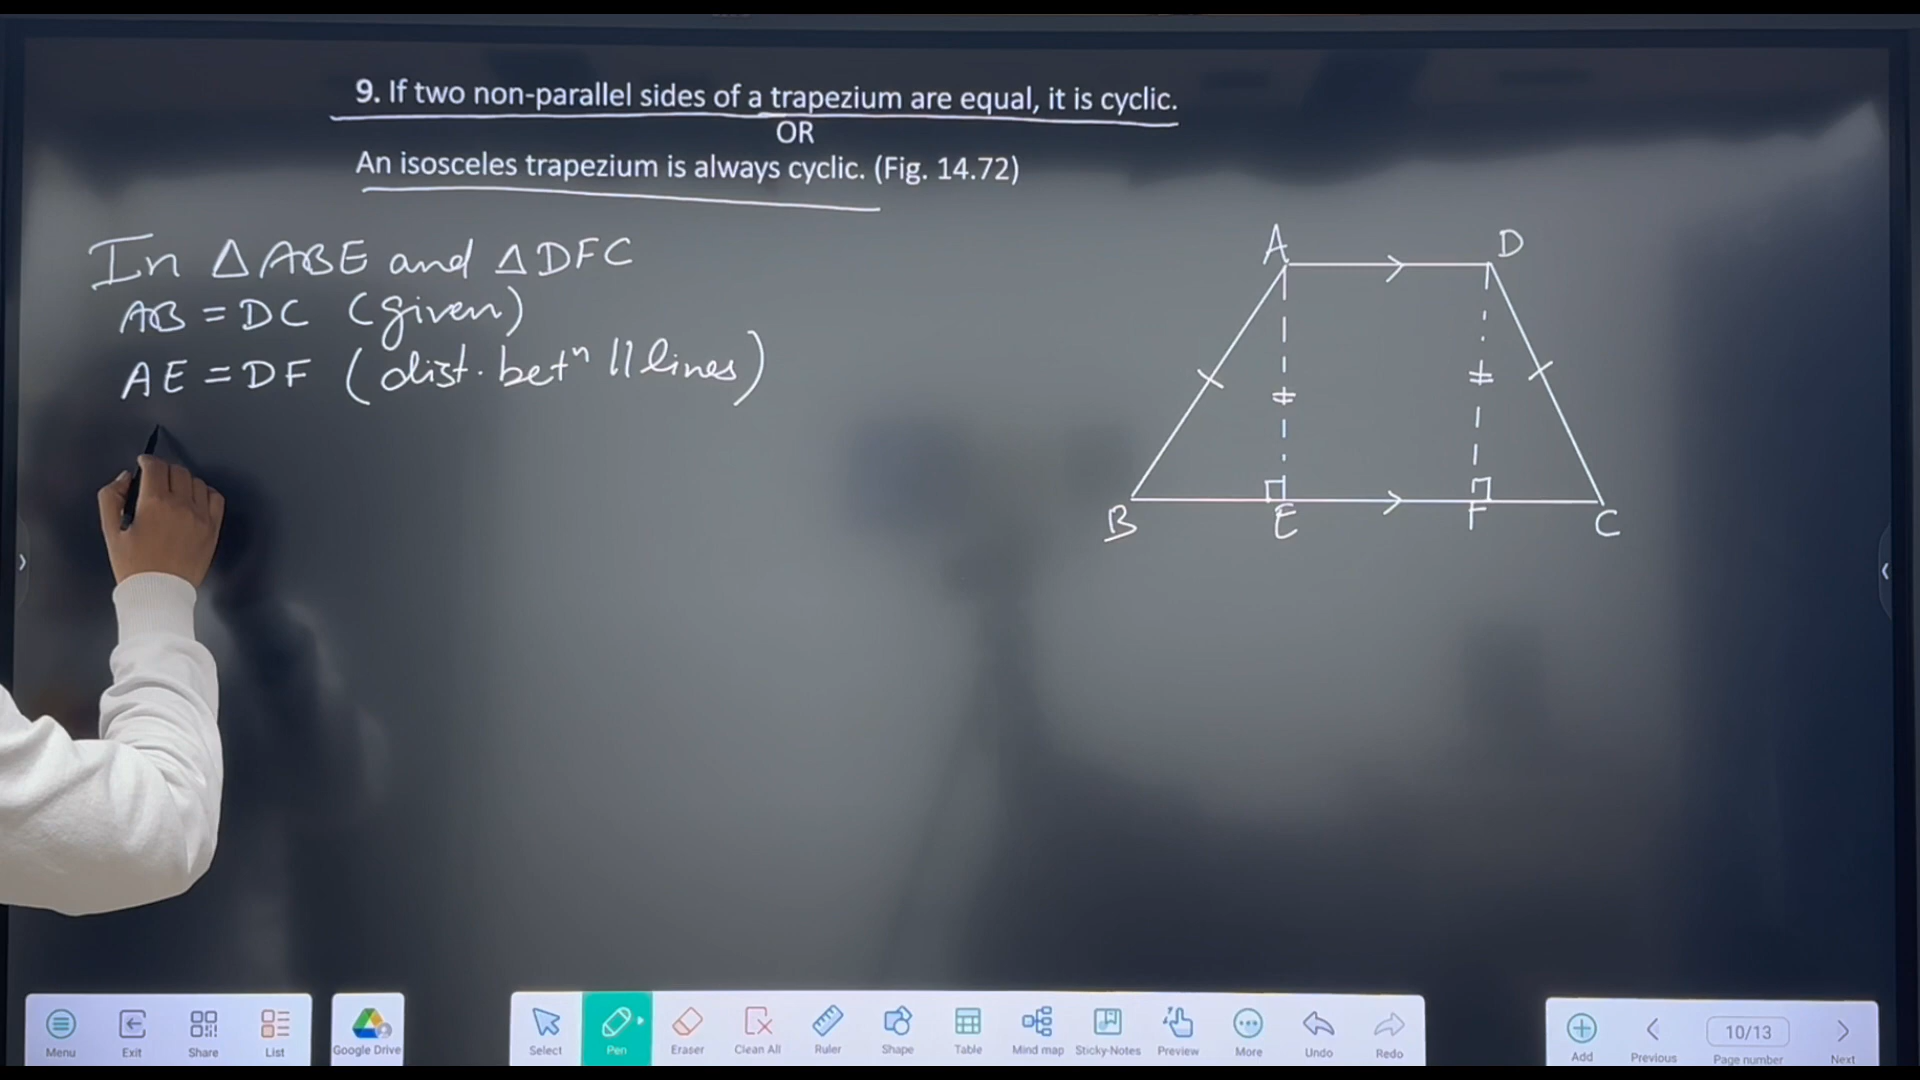 9. If two non-parallel sides of a trapezium are equal, it is cyclic.
OR
An isosceles trapezium is always cyclic. (Fig. 14.72)
In △ABE and △DFC
AB = DC (given)
AE = DF (dist. betⁿ || lines)
A
D
B
E
F
C
Menu
Exit
Share
List
Google Drive
Select
Pen
Eraser
Clean All
Ruler
Shape
Table
Mind map
Sticky-Notes
Preview
More
Undo
Redo
Add
Previous
10/13
Page number
Next